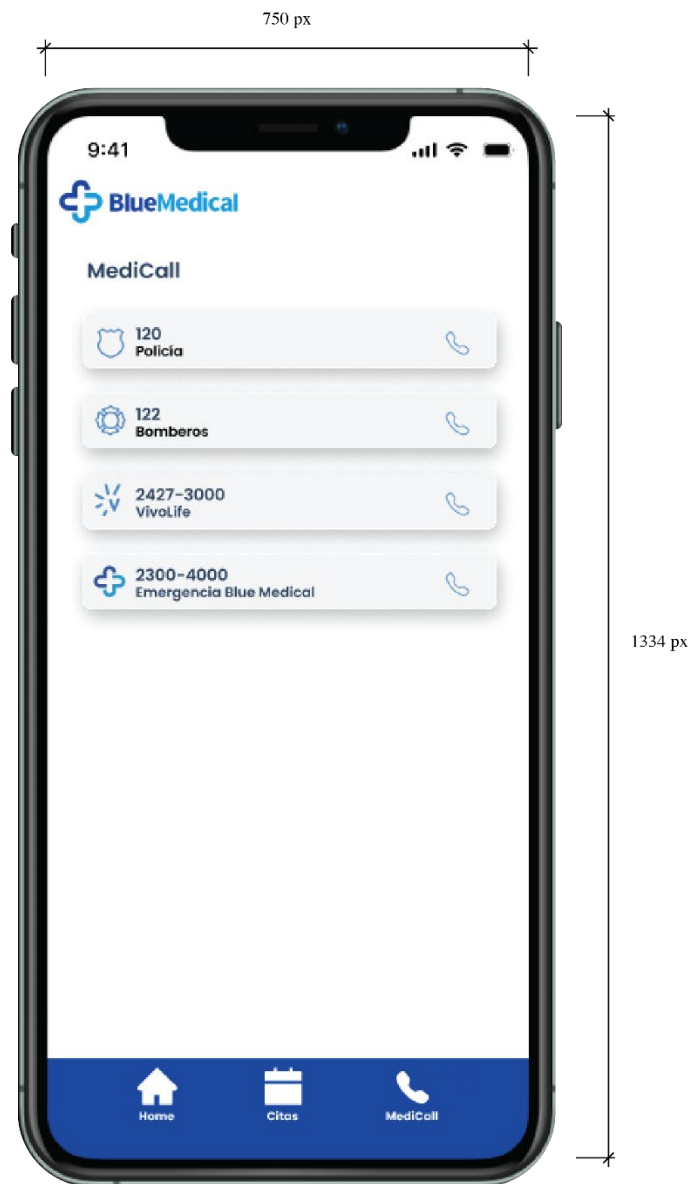 750 px
9:41
BlueMedical
MediCall
120
Policía
122
Bomberos
2427-3000
VivoLife
2300-4000
Emergencia Blue Medical
1334 px
Home
Citas
MediCall